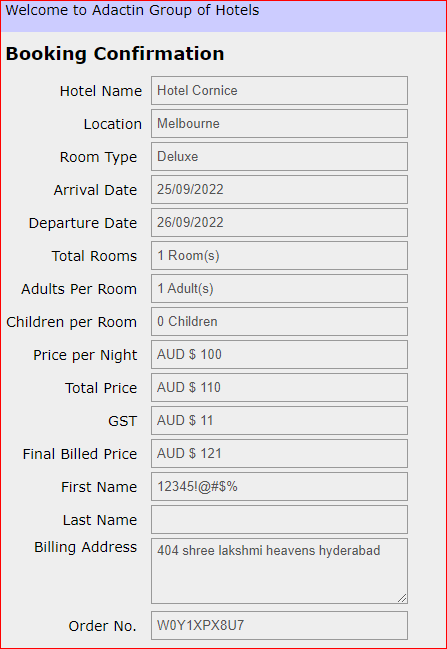 Welcome to Adactin Group of Hotels
Booking Confirmation
Hotel Name Hotel Cornice
Location Melbourne
Room Type Deluxe
Arrival Date 25/09/2022
Departure Date 26/09/2022
Total Rooms 1 Room(s)
Adults Per Room 1 Adult(s)
Children per Room 0 Children
Price per Night AUD $ 100
Total Price AUD $ 110
GST AUD $ 11
Final Billed Price AUD $ 121
First Name 12345!@#$%
Last Name
Billing Address 404 shree lakshmi heavens hyderabad
Order No. W0Y1XPX8U7